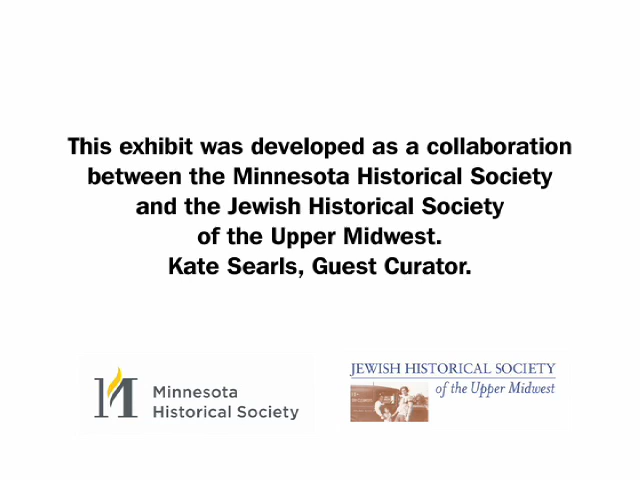 This exhibit was developed as a collaboration
between the Minnesota Historical Society
and the Jewish Historical Society
of the Upper Midwest.
Kate Searls, Guest Curator.
Minnesota
Historical Society
JEWISH HISTORICAL SOCIETY
of the Upper Midwest